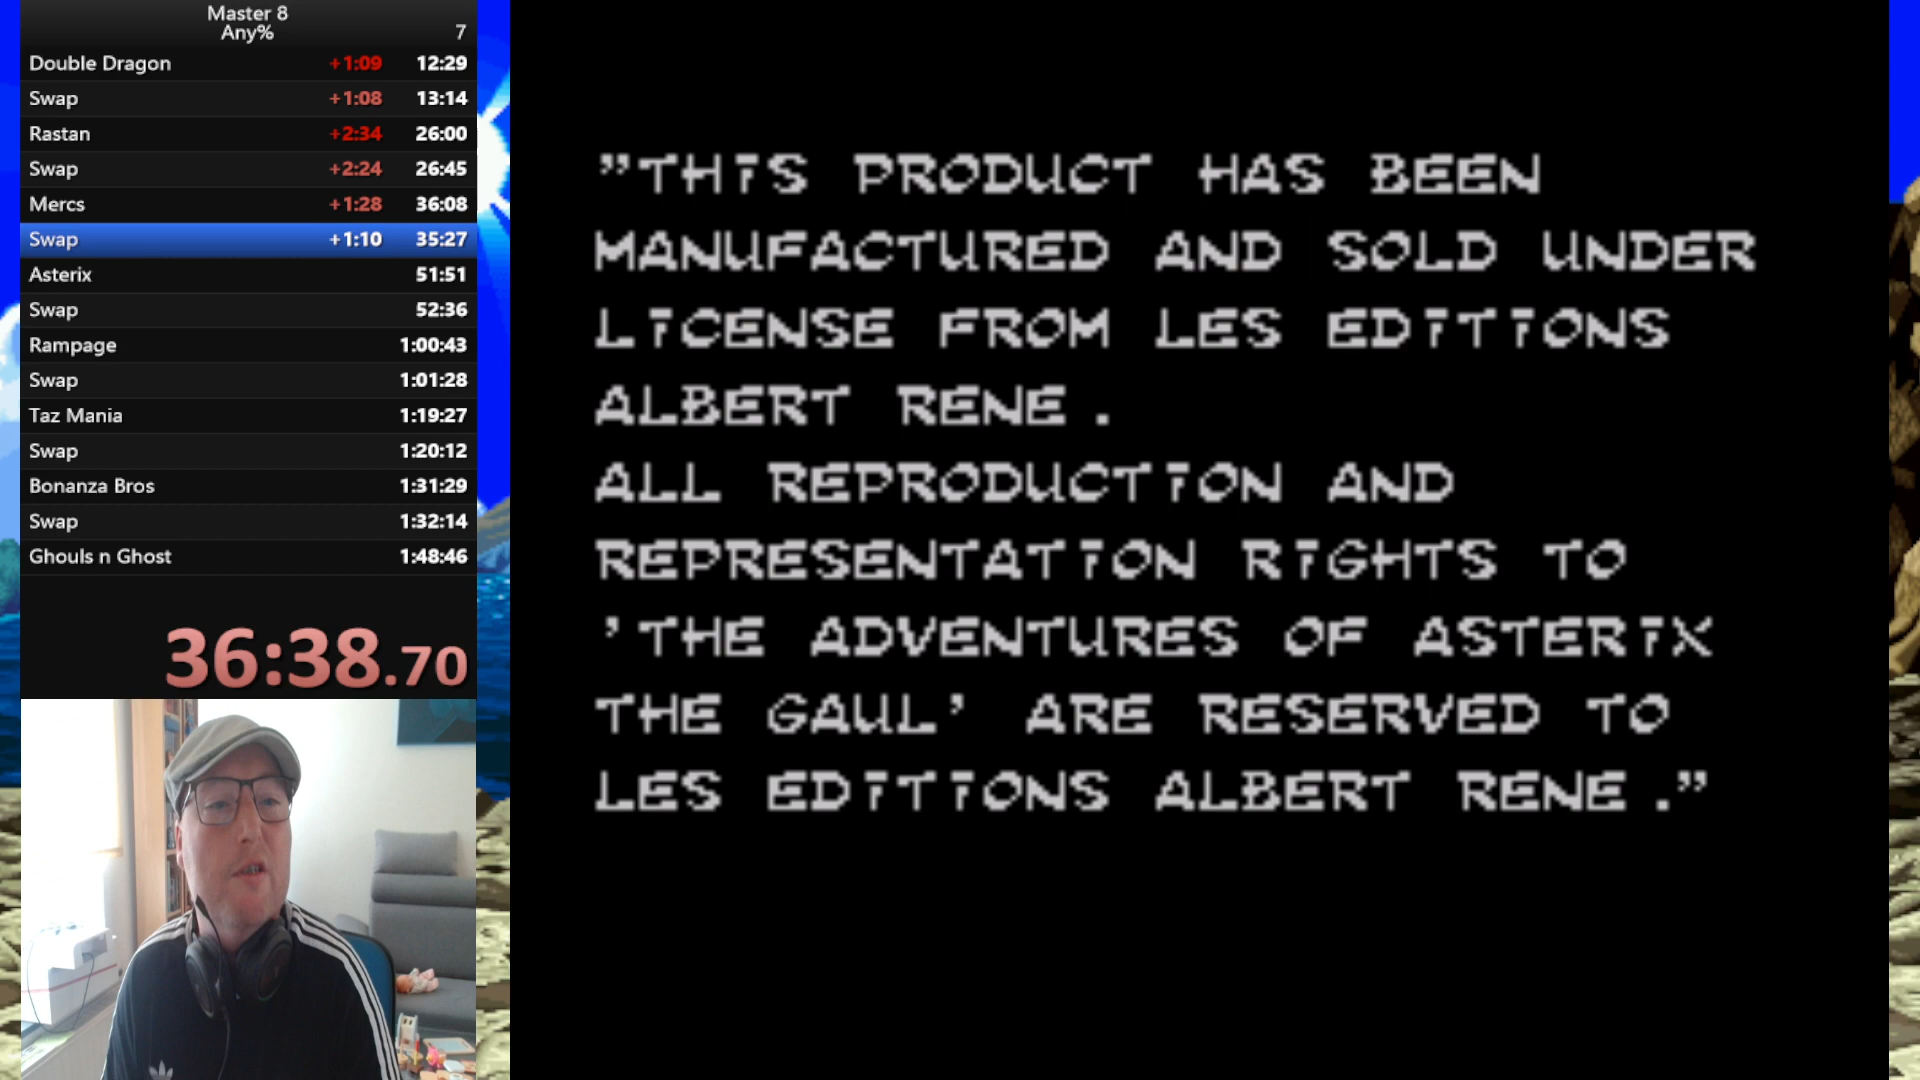 Master 8
Any% 7
Double Dragon +1:09 12:29
Swap +1:08 13:14
Rastan +2:34 26:00
Swap +2:24 26:45
Mercs +1:28 36:08
Swap +1:10 35:27
Asterix 51:51
Swap 52:36
Rampage 1:00:43
Swap 1:01:28
Taz Mania 1:19:27
Swap 1:20:12
Bonanza Bros 1:31:29
Swap 1:32:14
Ghouls n Ghost 1:48:46
36:38.70
"THIS PRODUCT HAS BEEN
MANUFACTURED AND SOLD UNDER
LICENSE FROM LES EDITIONS
ALBERT RENE .
ALL REPRODUCTION AND
REPRESENTATION RIGHTS TO
'THE ADVENTURES OF ASTERIX
THE GAUL' ARE RESERVED TO
LES EDITIONS ALBERT RENE ."